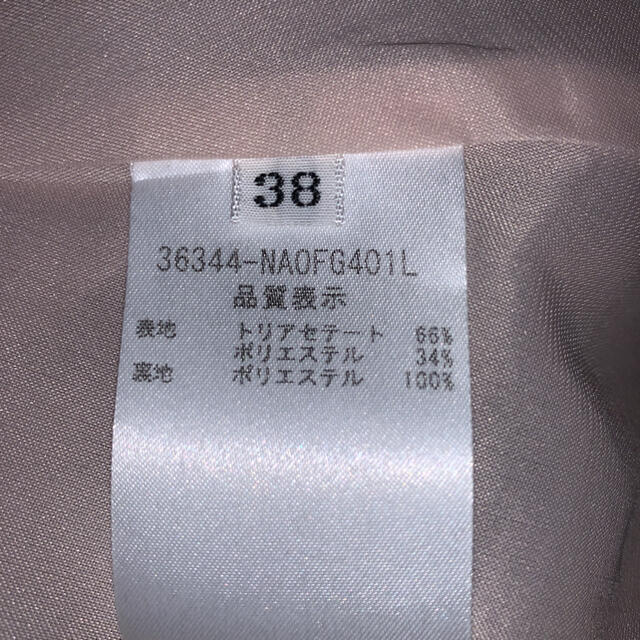 38
36344-NA0FG401L
品質表示
表地 トリアセテート 66%
ポリエステル 34%
裏地 ポリエステル 100%